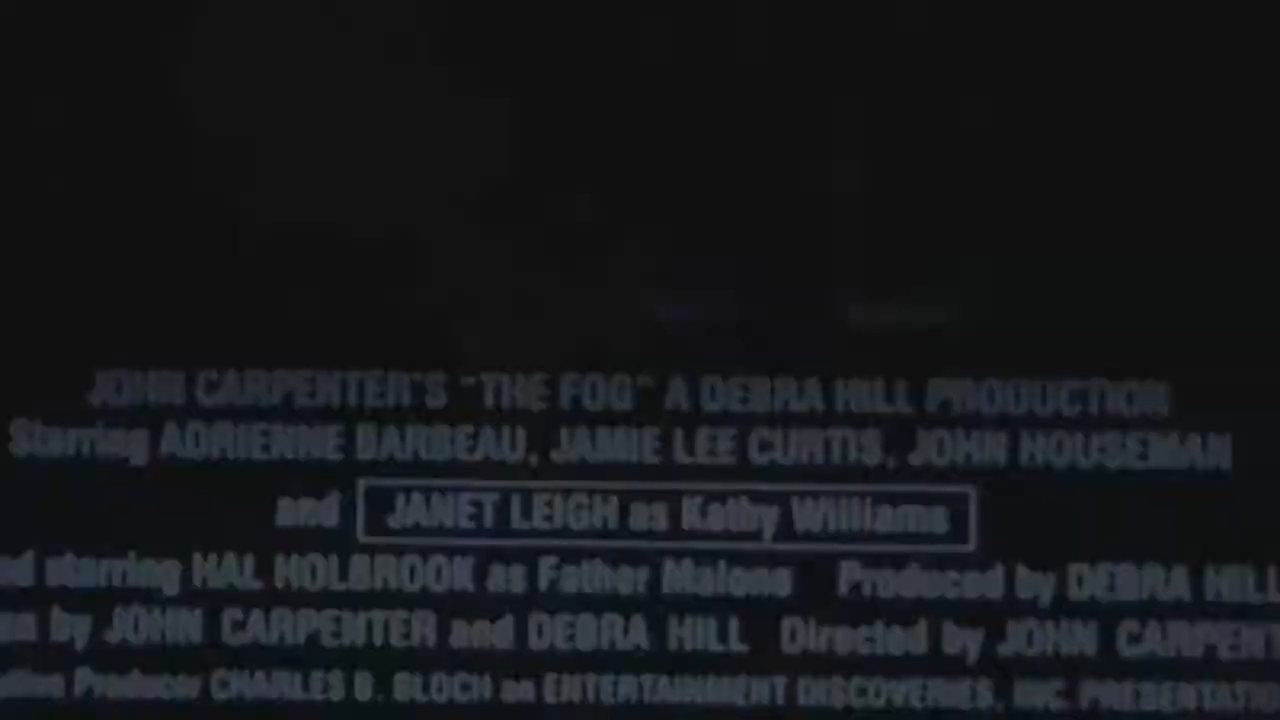 JOHN CARPENTER'S "THE FOG" A DEBRA HILL PRODUCTION
Starring ADRIENNE BARBEAU, JAMIE LEE CURTIS, JOHN HOUSEMAN
and JANET LEIGH as Kathy Williams
starring HAL HOLBROOK as Father Malone Produced by DEBRA HILL
by JOHN CARPENTER and DEBRA HILL Directed by JOHN CARPENT
Producer CHARLES B. BLOCH an ENTERTAINMENT DISCOVERIES, INC. PRESENTATI